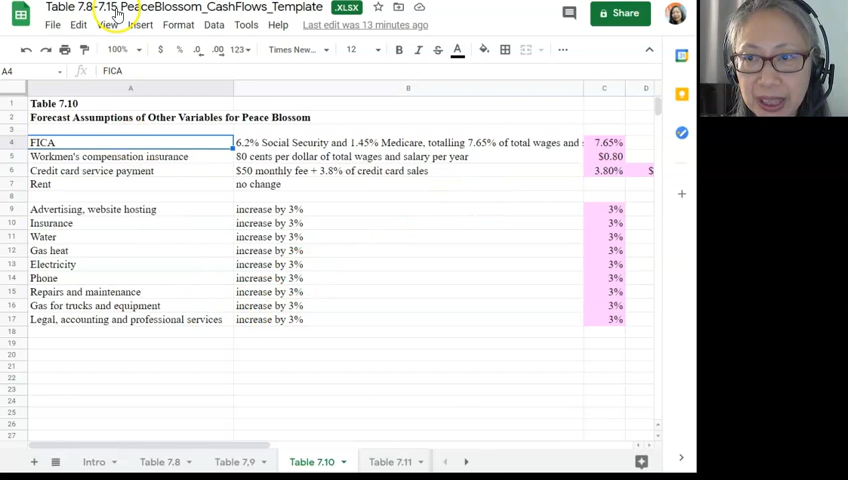 Table 7.8-7.15 PeaceBlossom_CashFlows_Template .XLSX
File Edit View Insert Format Data Tools Help Last edit was 13 minutes ago
Share
100% $ % .0 .00 123 Times New... 12 B I S A
A4 fx FICA
A B C D
1 Table 7.10
2 Forecast Assumptions of Other Variables for Peace Blossom
3
4 FICA 6.2% Social Security and 1.45% Medicare, totalling 7.65% of total wages and 7.65%
5 Workmen's compensation insurance 80 cents per dollar of total wages and salary per year $0.80
6 Credit card service payment $50 monthly fee + 3.8% of credit card sales 3.80% $
7 Rent no change
8
9 Advertising, website hosting increase by 3% 3%
10 Insurance increase by 3% 3%
11 Water increase by 3% 3%
12 Gas heat increase by 3% 3%
13 Electricity increase by 3% 3%
14 Phone increase by 3% 3%
15 Repairs and maintenance increase by 3% 3%
16 Gas for trucks and equipment increase by 3% 3%
17 Legal, accounting and professional services increase by 3% 3%
18
19
20
21
22
23
24
25
26
27
+ Intro Table 7.8 Table 7.9 Table 7.10 Table 7.11